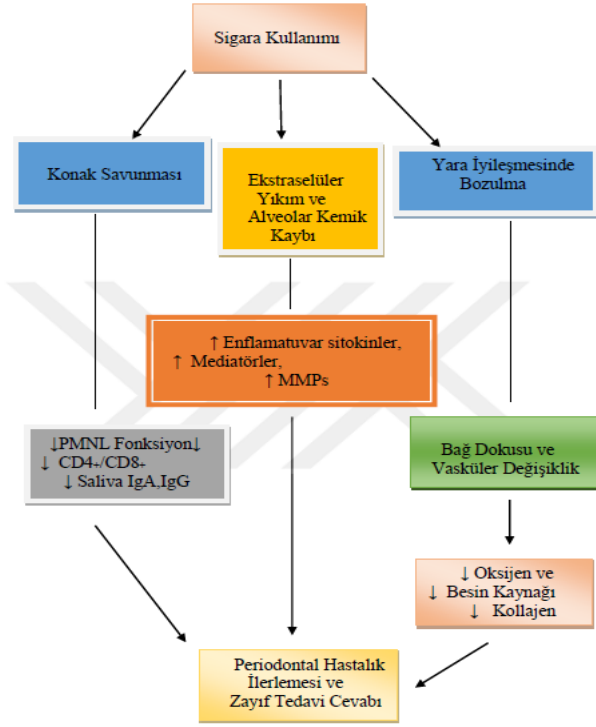 Sigara Kullanımı
Konak Savunması
Ekstraselüler
Yıkım ve
Alveolar Kemik
Kaybı
Yara İyileşmesinde
Bozulma
↑ Enflamatuvar sitokinler,
↑ Mediatörler,
↑ MMPs
↓PMNL Fonksiyon↓
↓ CD4+/CD8+
↓ Saliva IgA,IgG
Bağ Dokusu ve
Vasküler Değişiklik
↓ Oksijen ve
↓ Besin Kaynağı
↓ Kollajen
Periodontal Hastalık
İlerlemesi ve
Zayıf Tedavi Cevabı